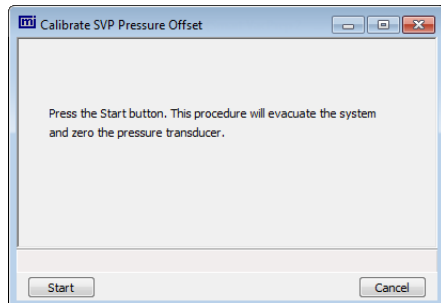 mi Calibrate SVP Pressure Offset
Press the Start button. This procedure will evacuate the system
and zero the pressure transducer.
Start
Cancel